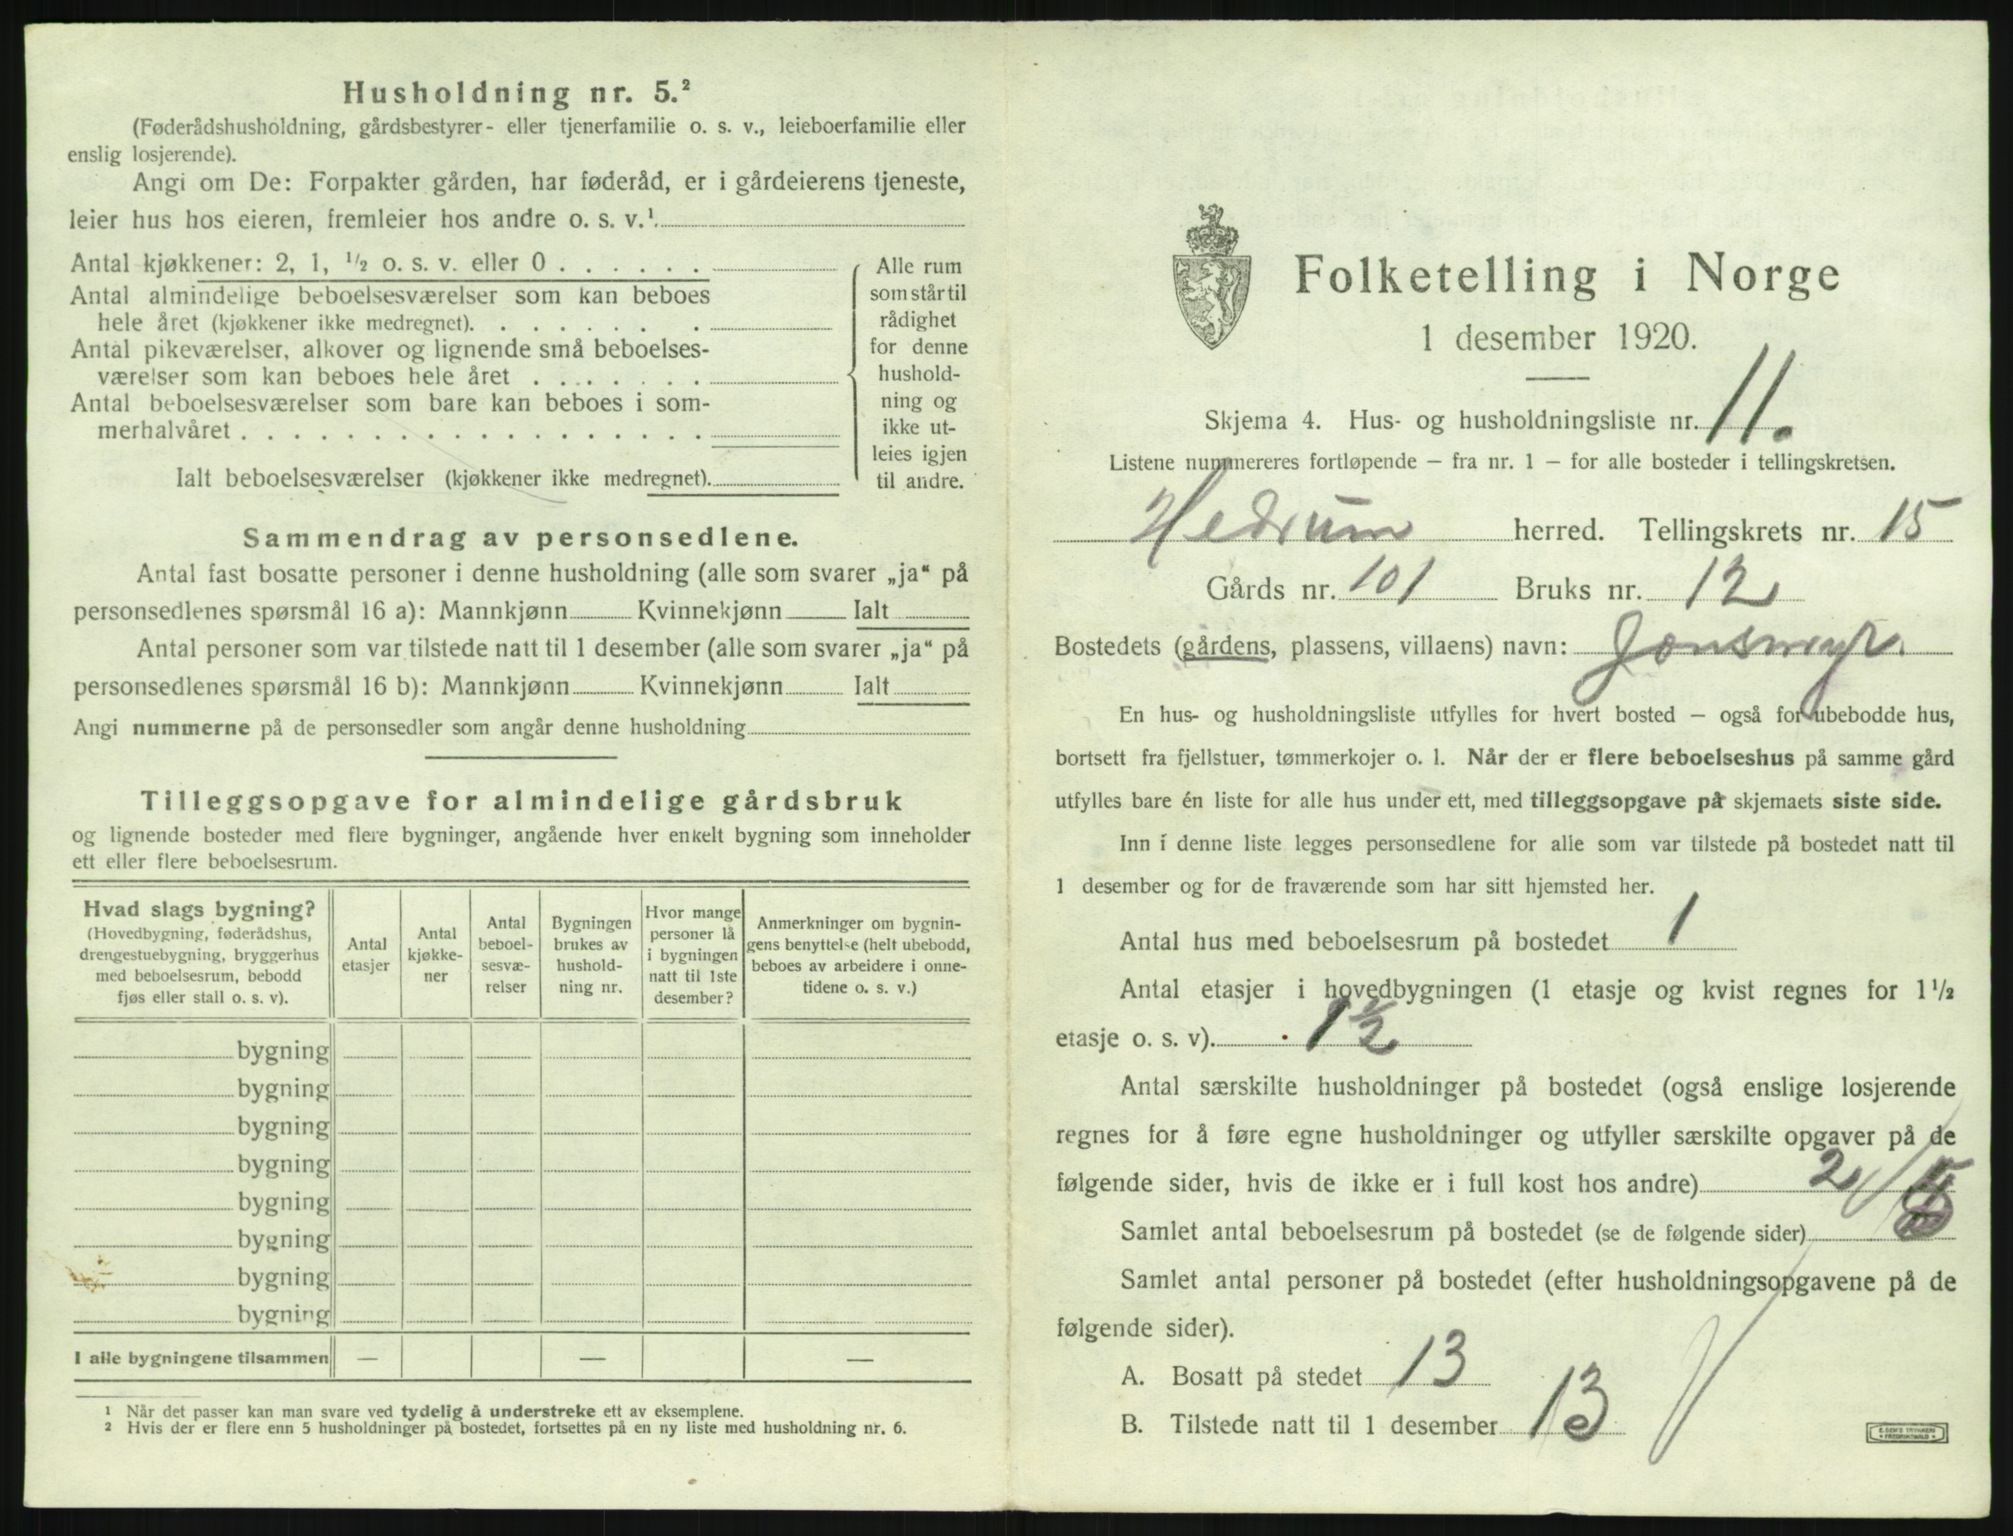 Husholdning nr. 5.²
(Føderådshusholdning, gårdsbestyrer- eller tjenerfamilie o. s. v., leieboerfamilie eller
enslig losjerende).
Angi om De: Forpakter gården, har føderåd, er i gårdeierens tjeneste,
leier hus hos eieren, fremleier hos andre o. s. v.¹
Antal kjøkkener: 2, 1, ½ o. s. v. eller 0 . . . . . .
Antal almindelige beboelsesværelser som kan beboes
hele året (kjøkkener ikke medregnet). . . . . . .
Antal pikeværelser, alkover og lignende små beboelses-
værelser som kan beboes hele året . . . . . . .
Antal beboelsesværelser som bare kan beboes i som-
merhalvåret . . . . . . . . . . . . . . . . . .
Ialt beboelsesværelser (kjøkkener ikke medregnet).
Alle rum
som står til
rådighet
for denne
hushold-
ning og
ikke ut-
leies igjen
til andre.
Sammendrag av personsedlene.
Antal fast bosatte personer i denne husholdning (alle som svarer „ja“ på
personsedlenes spørsmål 16 a): Mannkjønn Kvinnekjønn Ialt
Antal personer som var tilstede natt til 1 desember (alle som svarer „ja“ på
personsedlenes spørsmål 16 b): Mannkjønn Kvinnekjønn Ialt
Angi nummerne på de personsedler som angår denne husholdning
Tilleggsopgave for almindelige gårdsbruk
og lignende bosteder med flere bygninger, angående hver enkelt bygning som inneholder
ett eller flere beboelsesrum.
Hvad slags bygning?
(Hovedbygning, føderådshus,
drengestuebygning, bryggerhus
med beboelsesrum, bebodd
fjøs eller stall o. s. v).
Antal
etasjer
Antal
kjøkke-
ner
Antal
beboel-
sesvæ-
relser
Bygningen
brukes av
hushold-
ning nr.
Hvor mange
personer lå
i bygningen
natt til 1ste
desember?
Anmerkninger om bygnin-
gens benyttelse (helt ubebodd,
beboes av arbeidere i onne-
tidene o. s. v.)
bygning
bygning
bygning
bygning
bygning
bygning
bygning
bygning
I alle bygningene tilsammen — — —
¹ Når det passer kan man svare ved tydelig å understreke ett av eksemplene.
² Hvis der er flere enn 5 husholdninger på bostedet, fortsettes på en ny liste med husholdning nr. 6.
Folketelling i Norge
1 desember 1920.
Skjema 4. Hus- og husholdningsliste nr. 11.
Listene nummereres fortløpende – fra nr. 1 – for alle bosteder i tellingskretsen.
Hedrum herred. Tellingskrets nr. 15
Gårds nr. 101 Bruks nr. 12
Bostedets (gårdens, plassens, villaens) navn: Jonsmyr.
En hus- og husholdningsliste utfylles for hvert bosted – også for ubebodde hus,
bortsett fra fjellstuer, tømmerkojer o. l. Når der er flere beboelseshus på samme gård
utfylles bare én liste for alle hus under ett, med tilleggsopgave på skjemaets siste side.
Inn i denne liste legges personsedlene for alle som var tilstede på bostedet natt til
1 desember og for de fraværende som har sitt hjemsted her.
Antal hus med beboelsesrum på bostedet 1
Antal etasjer i hovedbygningen (1 etasje og kvist regnes for 1½
etasje o. s. v). 1½
Antal særskilte husholdninger på bostedet (også enslige losjerende
regnes for å føre egne husholdninger og utfyller særskilte opgaver på de
følgende sider, hvis de ikke er i full kost hos andre) 2
Samlet antal beboelsesrum på bostedet (se de følgende sider)
Samlet antal personer på bostedet (efter husholdningsopgavene på de
følgende sider).
A. Bosatt på stedet 13
B. Tilstede natt til 1 desember 13